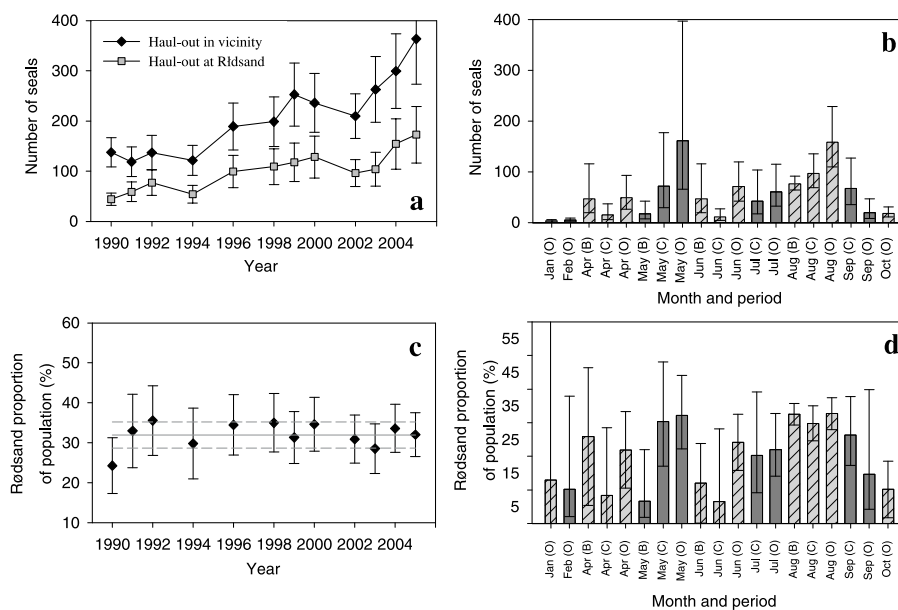 400
300
200
100
0
Number of seals
Haul-out in vicinity
Haul-out at Rłdsand
a
1990 1992 1994 1996 1998 2000 2002 2004
Year
400
300
200
100
50
0
Number of seals
b
Jan (O)
Feb (O)
Apr (B)
Apr (C)
Apr (O)
May (B)
May (C)
May (O)
Jun (B)
Jun (C)
Jun (O)
Jul (C)
Jul (O)
Aug (B)
Aug (C)
Aug (O)
Sep (C)
Sep (O)
Oct (O)
Month and period
60
50
40
30
20
10
Rødsand proportion
of population (%)
c
1990 1992 1994 1996 1998 2000 2002 2004
Year
55
45
35
25
15
5
Rødsand proportion
of population (%)
d
Jan (O)
Feb (O)
Apr (B)
Apr (C)
Apr (O)
May (B)
May (C)
May (O)
Jun (B)
Jun (C)
Jun (O)
Jul (C)
Jul (O)
Aug (B)
Aug (C)
Aug (O)
Sep (C)
Sep (O)
Oct (O)
Month and period